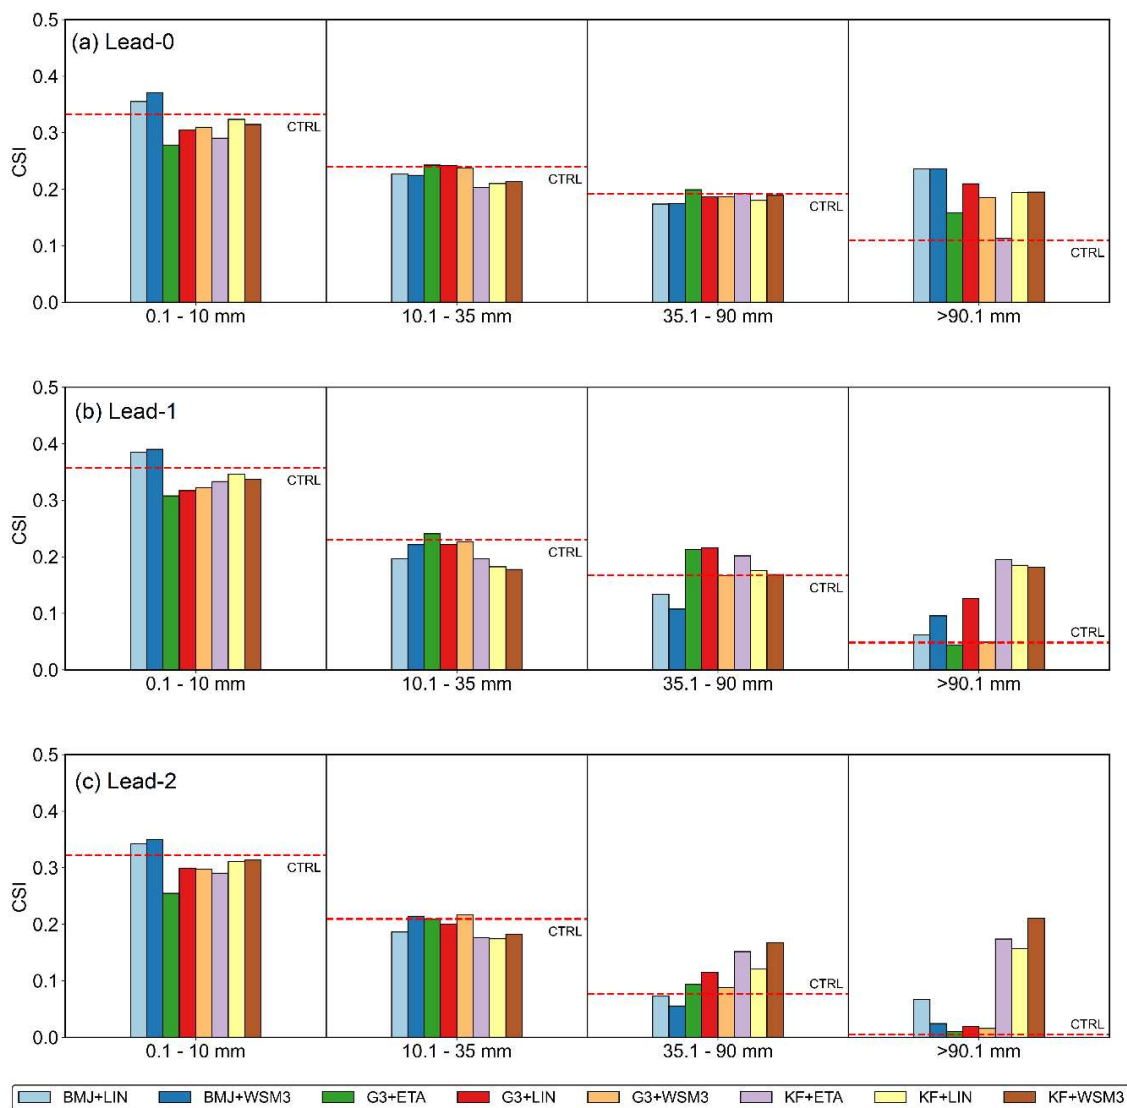 (a) Lead-0
CSI
0.5
0.4
0.3
0.2
0.1
0.0
CTRL
CTRL
CTRL
CTRL
0.1 - 10 mm
10.1 - 35 mm
35.1 - 90 mm
>90.1 mm
(b) Lead-1
CSI
0.5
0.4
0.3
0.2
0.1
0.0
CTRL
CTRL
CTRL
CTRL
0.1 - 10 mm
10.1 - 35 mm
35.1 - 90 mm
>90.1 mm
(c) Lead-2
CSI
0.5
0.4
0.3
0.2
0.1
0.0
CTRL
CTRL
CTRL
CTRL
0.1 - 10 mm
10.1 - 35 mm
35.1 - 90 mm
>90.1 mm
BMJ+LIN BMJ+WSM3 G3+ETA G3+LIN G3+WSM3 KF+ETA KF+LIN KF+WSM3